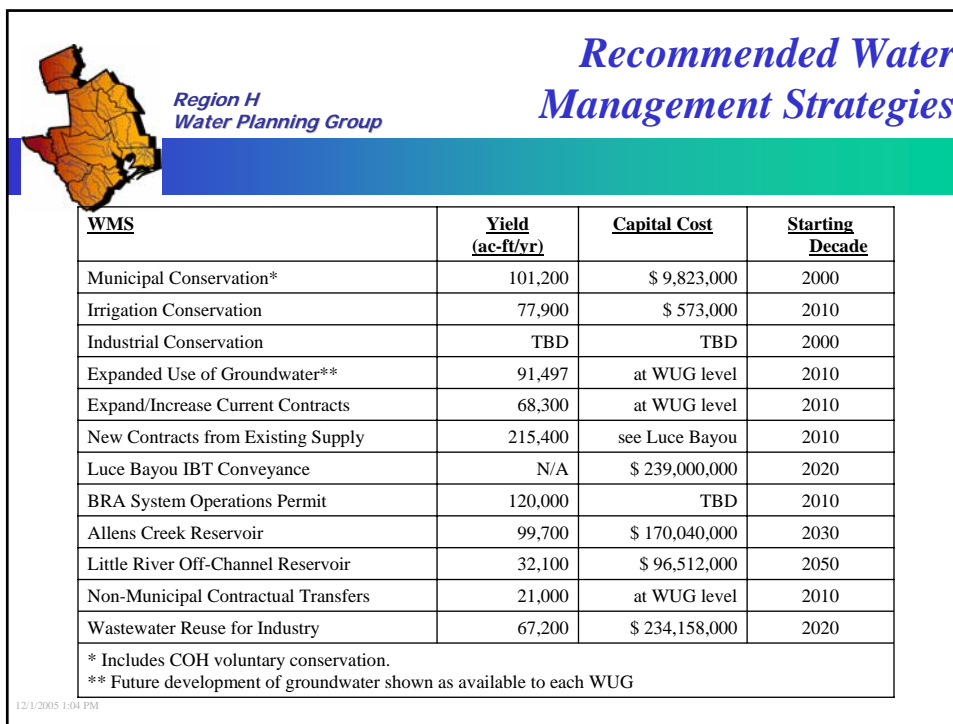 Recommended Water
Management Strategies
Region H
Water Planning Group
WMS Yield (ac-ft/yr) Capital Cost Starting Decade
Municipal Conservation* 101,200 $ 9,823,000 2000
Irrigation Conservation 77,900 $ 573,000 2010
Industrial Conservation TBD TBD 2000
Expanded Use of Groundwater** 91,497 at WUG level 2010
Expand/Increase Current Contracts 68,300 at WUG level 2010
New Contracts from Existing Supply 215,400 see Luce Bayou 2010
Luce Bayou IBT Conveyance N/A $ 239,000,000 2020
BRA System Operations Permit 120,000 TBD 2010
Allens Creek Reservoir 99,700 $ 170,040,000 2030
Little River Off-Channel Reservoir 32,100 $ 96,512,000 2050
Non-Municipal Contractual Transfers 21,000 at WUG level 2010
Wastewater Reuse for Industry 67,200 $ 234,158,000 2020
* Includes COH voluntary conservation.
** Future development of groundwater shown as available to each WUG
12/1/2005 1:04 PM